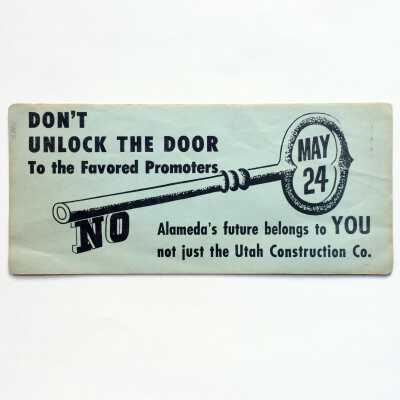 DON'T
UNLOCK THE DOOR
To the Favored Promoters
MAY
24
NO
Alameda's future belongs to YOU
not just the Utah Construction Co.